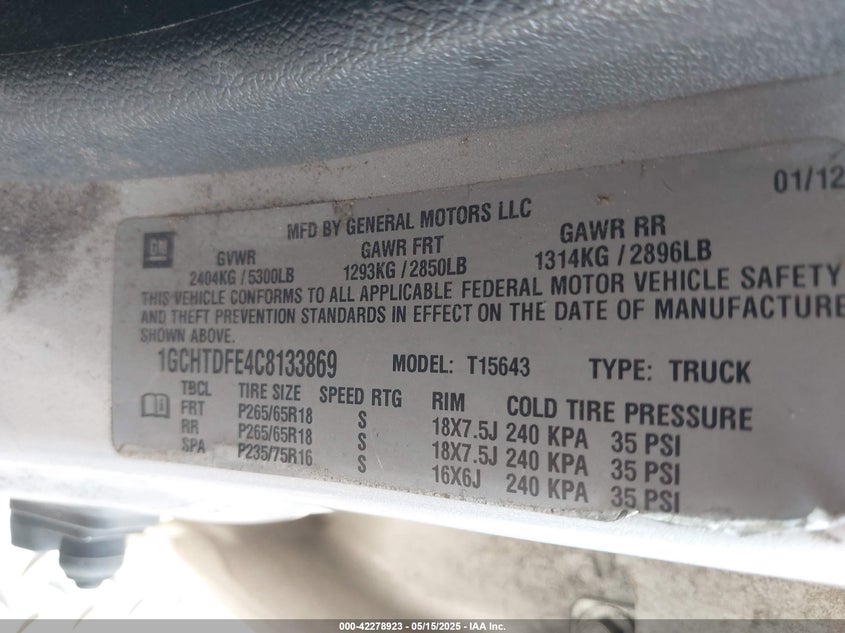 01/12
MFD BY GENERAL MOTORS LLC
GM
GVWR GAWR FRT GAWR RR
2404KG / 5300LB 1293KG / 2850LB 1314KG / 2896LB
THIS VEHICLE CONFORMS TO ALL APPLICABLE FEDERAL MOTOR VEHICLE SAFETY
AND THEFT PREVENTION STANDARDS IN EFFECT ON THE DATE OF MANUFACTURE
SHOWN ABOVE.
1GCHTDFE4C8133869 MODEL: T15643 TYPE: TRUCK
TBCL TIRE SIZE SPEED RTG RIM COLD TIRE PRESSURE
FRT P265/65R18 S 18X7.5J 240 KPA 35 PSI
RR P265/65R18 S 18X7.5J 240 KPA 35 PSI
SPA P235/75R16 S 16X6J 240 KPA 35 PSI
000-42278923 - 05/15/2025 - IAA Inc.